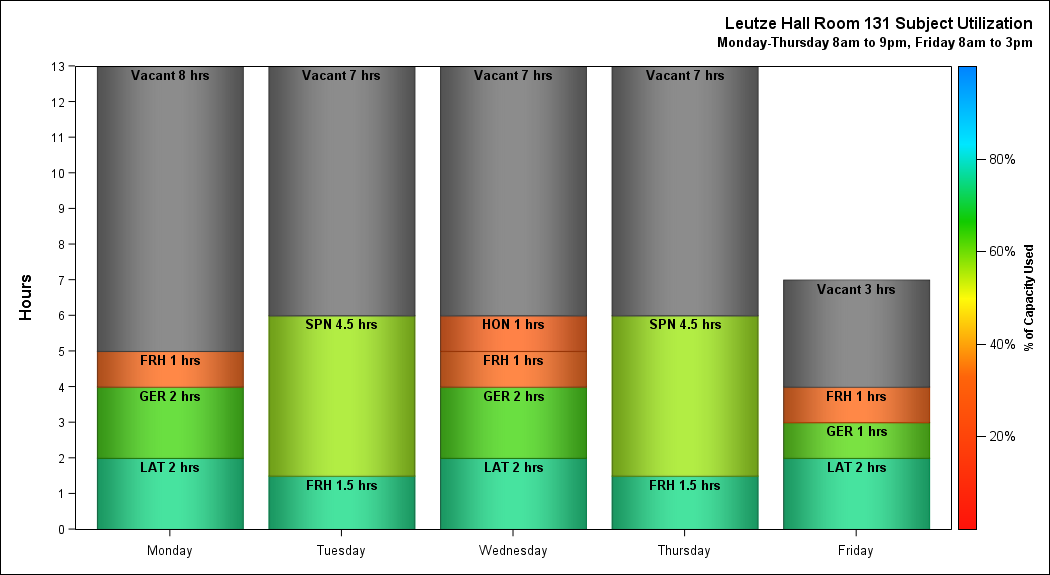 Leutze Hall Room 131 Subject Utilization
Monday-Thursday 8am to 9pm, Friday 8am to 3pm
Hours
13
12
11
10
9
8
7
6
5
4
3
2
1
0
Vacant 8 hrs
FRH 1 hrs
GER 2 hrs
LAT 2 hrs
Vacant 7 hrs
SPN 4.5 hrs
FRH 1.5 hrs
Vacant 7 hrs
HON 1 hrs
FRH 1 hrs
GER 2 hrs
LAT 2 hrs
Vacant 7 hrs
SPN 4.5 hrs
FRH 1.5 hrs
Vacant 3 hrs
FRH 1 hrs
GER 1 hrs
LAT 2 hrs
Monday
Tuesday
Wednesday
Thursday
Friday
80%
60%
40%
20%
% of Capacity Used